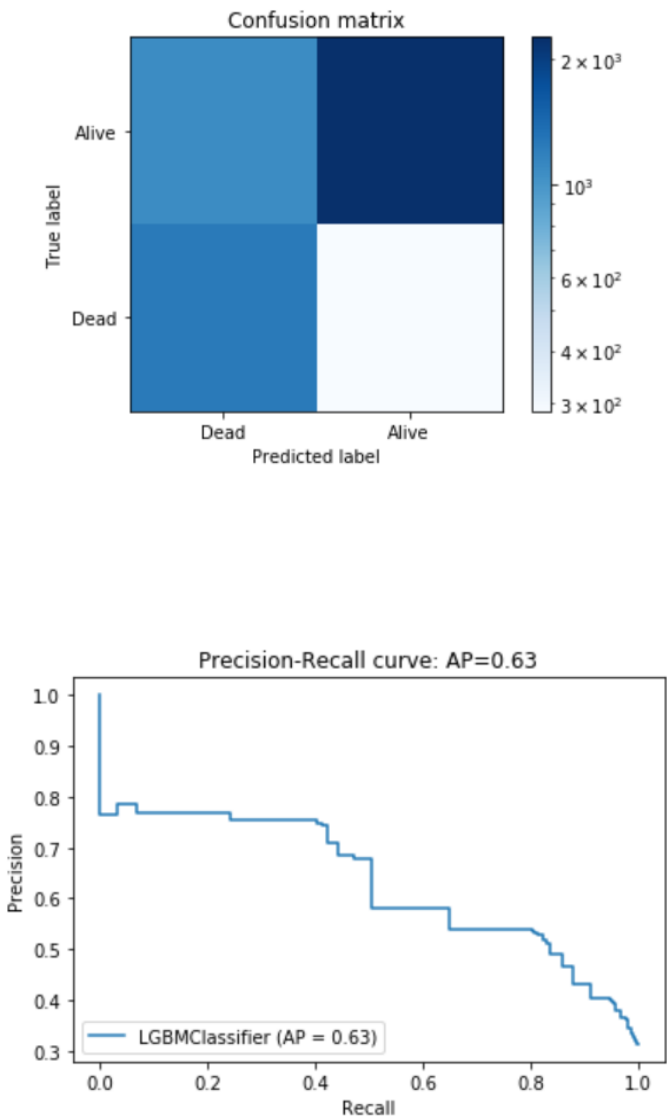 Confusion matrix
Alive
Dead
True label
Dead Alive
Predicted label
2 × 10³
10³
6 × 10²
4 × 10²
3 × 10²
Precision-Recall curve: AP=0.63
1.0
0.9
0.8
0.7
0.6
0.5
0.4
0.3
Precision
LGBMClassifier (AP = 0.63)
0.0 0.2 0.4 0.6 0.8 1.0
Recall